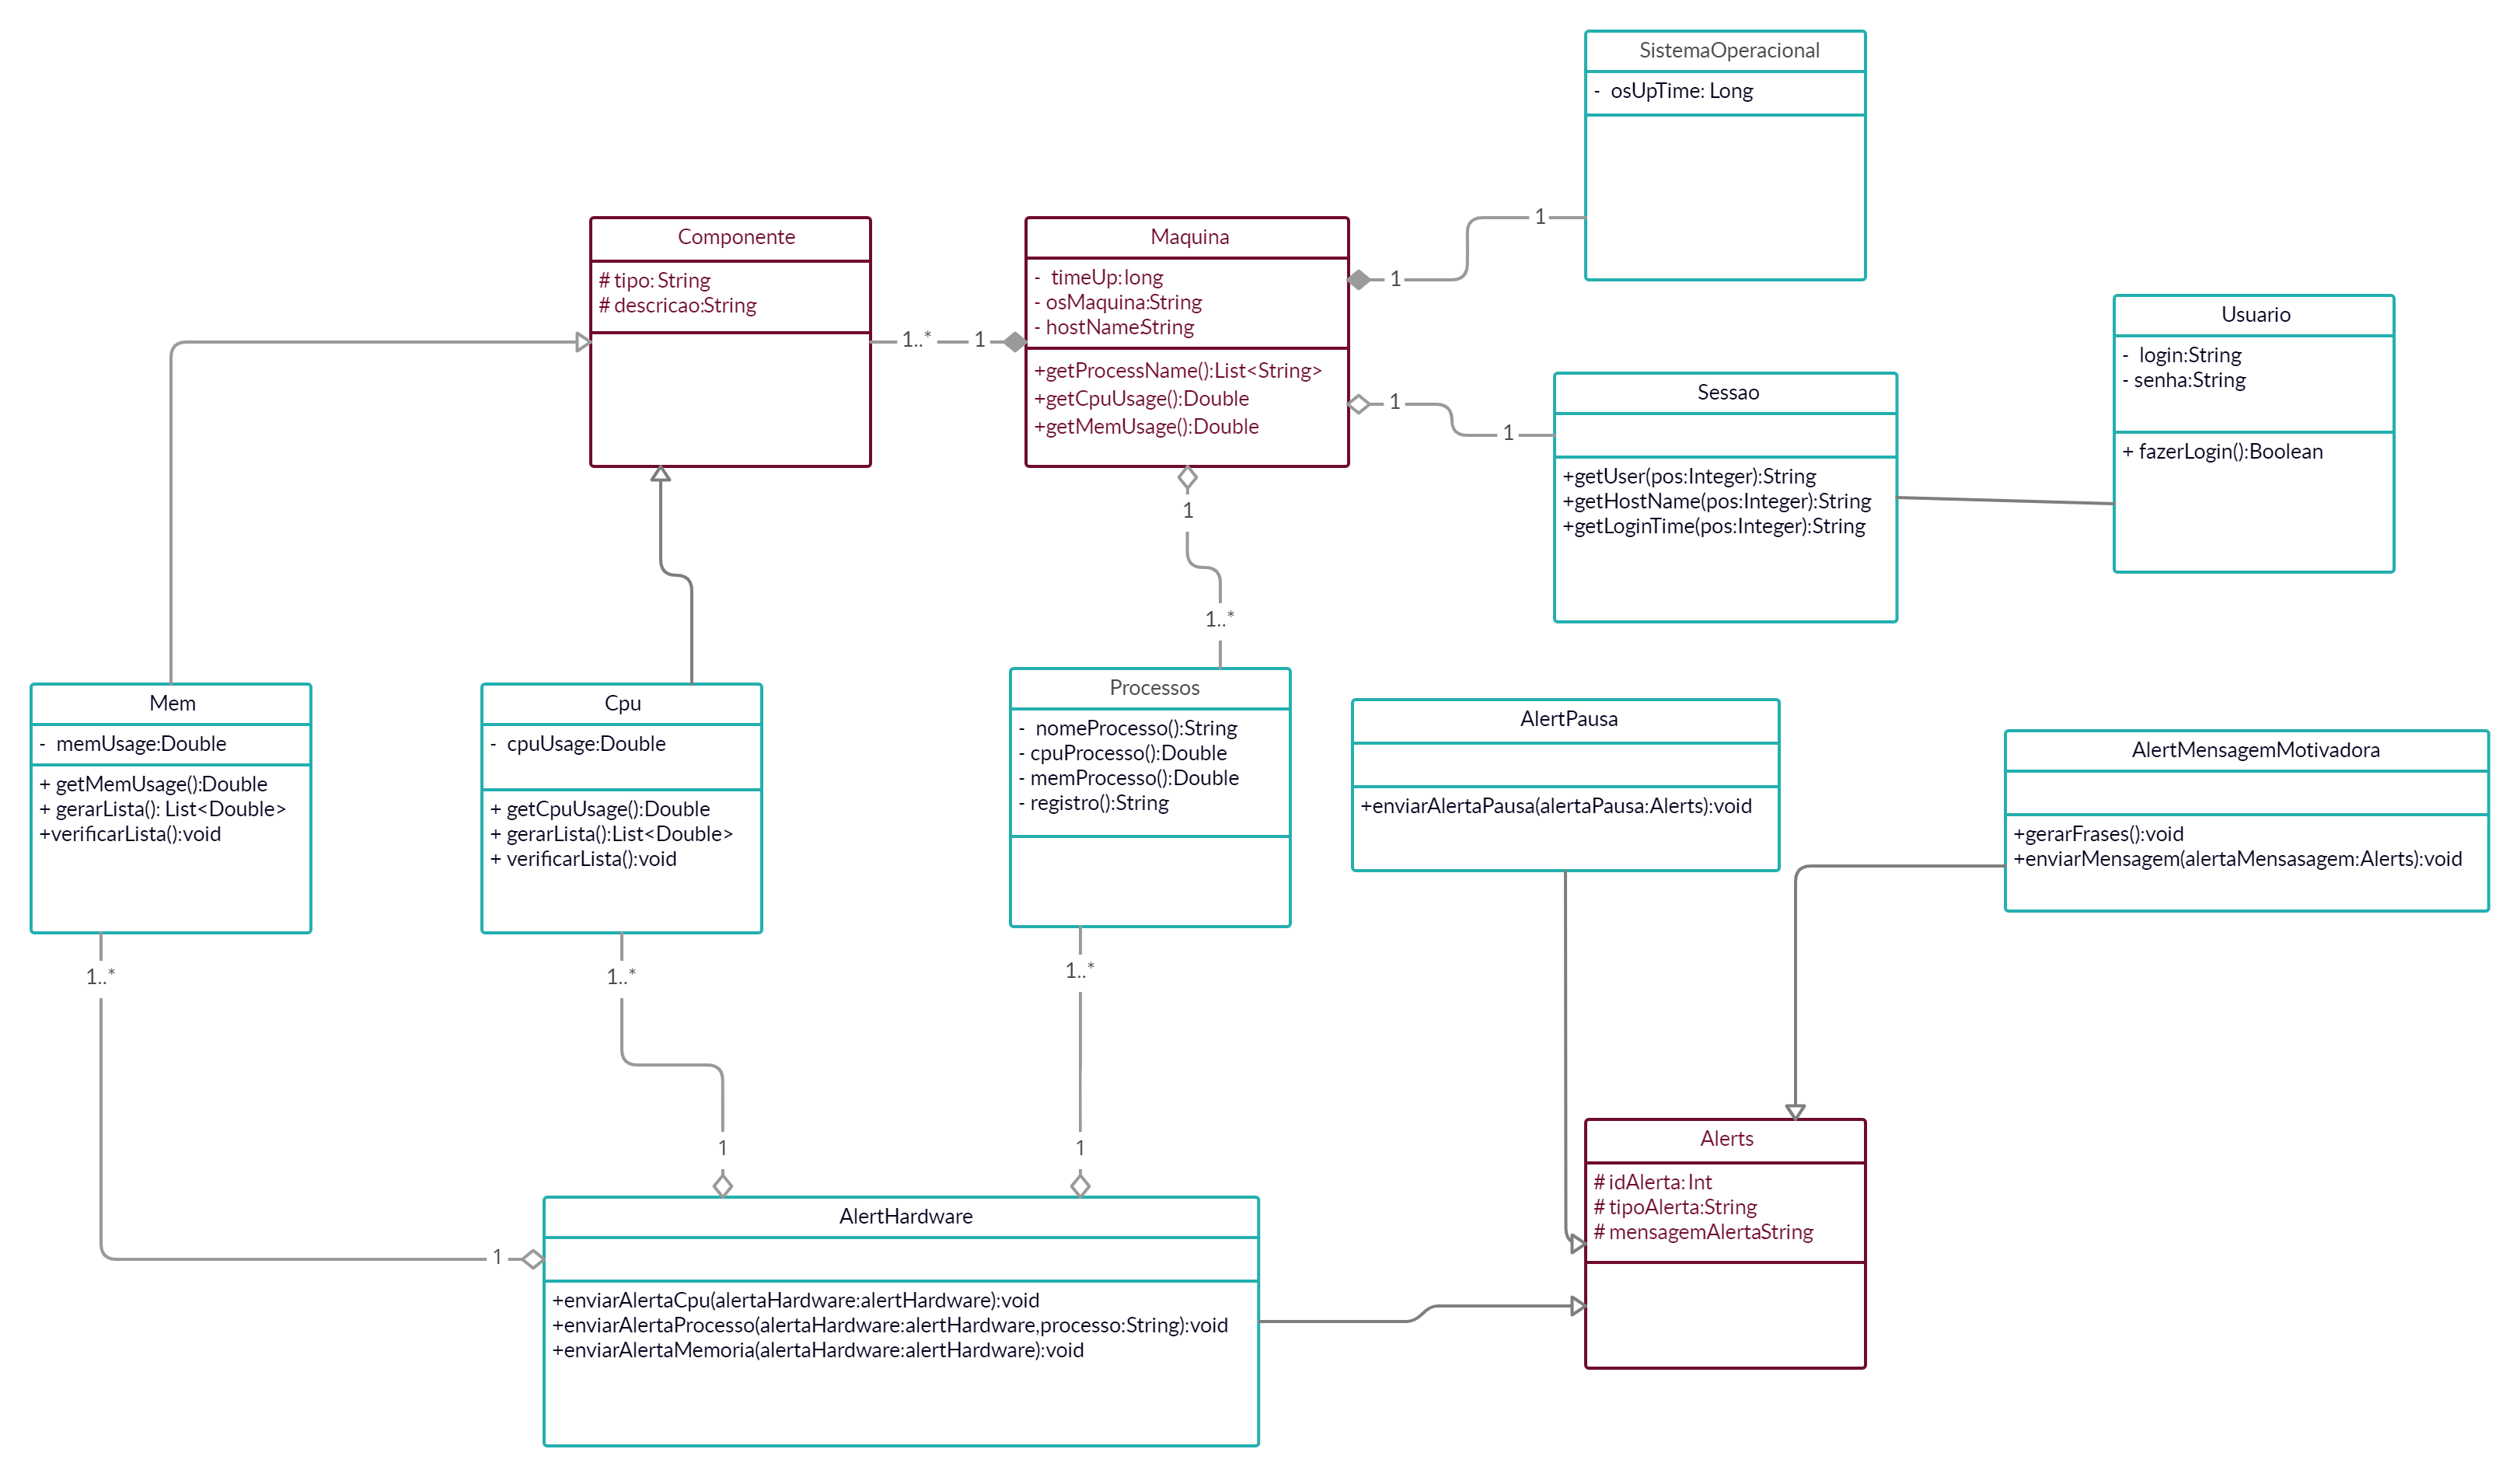 SistemaOperacional
- osUpTime: Long
Componente
# tipo: String
# descricao:String
Maquina
- timeUp:long
- osMaquina:String
- hostName:String
+getProcessName():List<String>
+getCpuUsage():Double
+getMemUsage():Double
1
1
1..*
1
1
1
1
1..*
Usuario
- login:String
- senha:String
+ fazerLogin():Boolean
Sessao
+getUser(pos:Integer):String
+getHostName(pos:Integer):String
+getLoginTime(pos:Integer):String
Mem
- memUsage:Double
+ getMemUsage():Double
+ gerarLista(): List<Double>
+verificarLista():void
Cpu
- cpuUsage:Double
+ getCpuUsage():Double
+ gerarLista():List<Double>
+ verificarLista():void
Processos
- nomeProcesso():String
- cpuProcesso():Double
- memProcesso():Double
- registro():String
AlertPausa
+enviarAlertaPausa(alertaPausa:Alerts):void
AlertMensagemMotivadora
+gerarFrases():void
+enviarMensagem(alertaMensasagem:Alerts):void
1..*
1..*
1..*
1
1
1
AlertHardware
+enviarAlertaCpu(alertaHardware:alertHardware):void
+enviarAlertaProcesso(alertaHardware:alertHardware,processo:String):void
+enviarAlertaMemoria(alertaHardware:alertHardware):void
Alerts
# idAlerta: Int
# tipoAlerta:String
# mensagemAlertaString